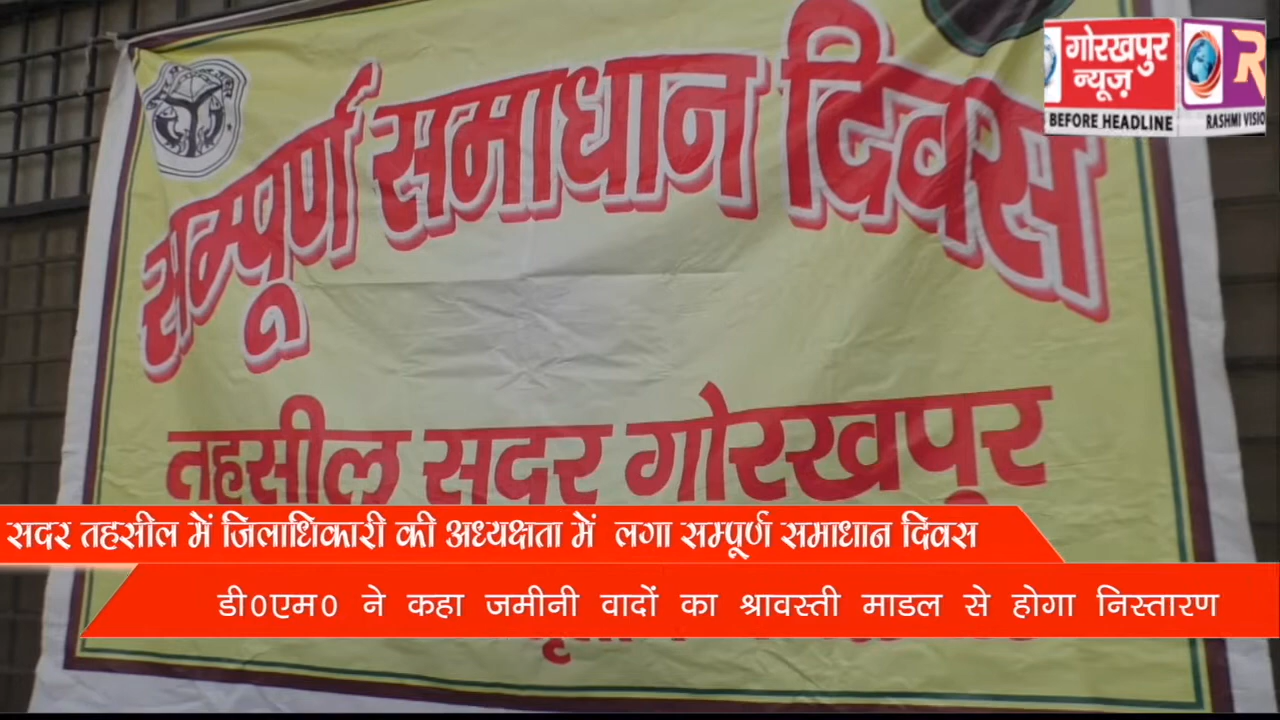 सम्पूर्ण समाधान दिवस
तहसील सदर गोरखपुर
गोरखपुर
न्यूज़
BEFORE HEADLINE
R
RASHMI VISIO
सदर तहसील में जिलाधिकारी की अध्यक्षता में लगा सम्पूर्ण समाधान दिवस
डी0एम0 ने कहा जमीनी वादों का श्रावस्ती माडल से होगा निस्तारण